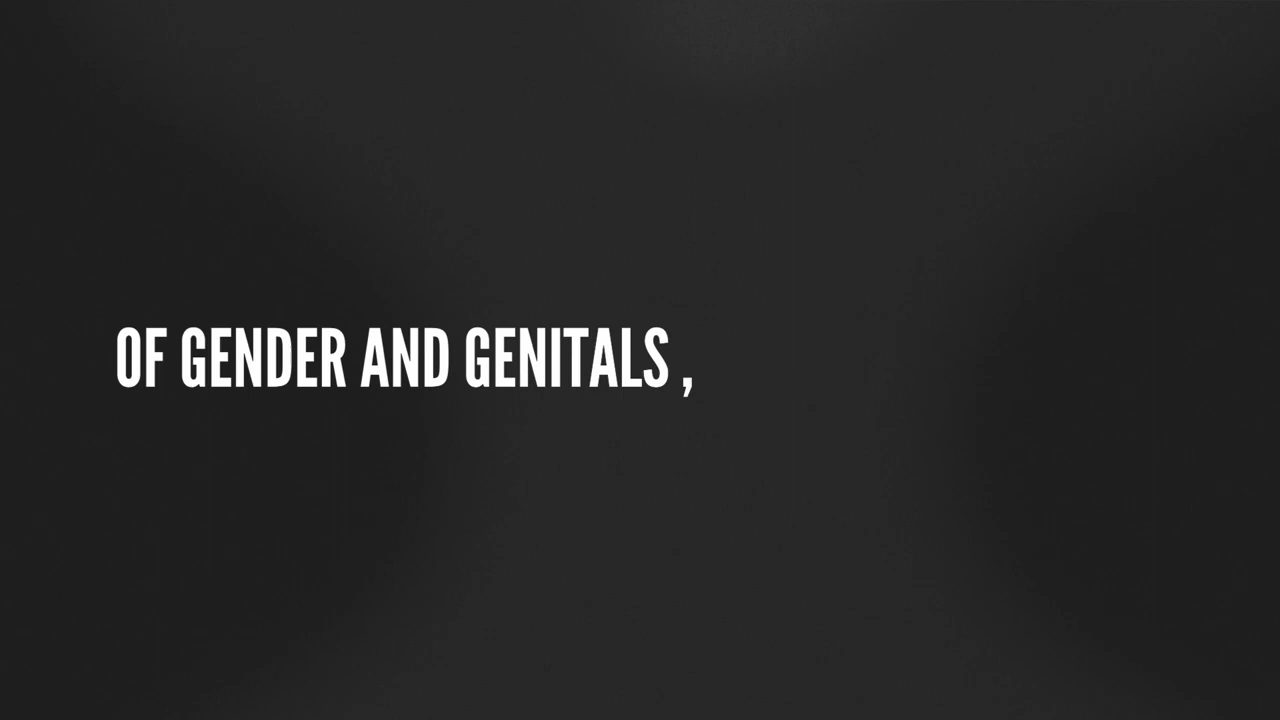 OF GENDER AND GENITALS ,